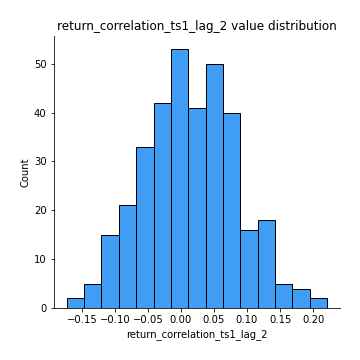 return_correlation_ts1_lag_2 value distribution
Count
50
40
30
20
10
0
−0.15 −0.10 −0.05 0.00 0.05 0.10 0.15 0.20
return_correlation_ts1_lag_2